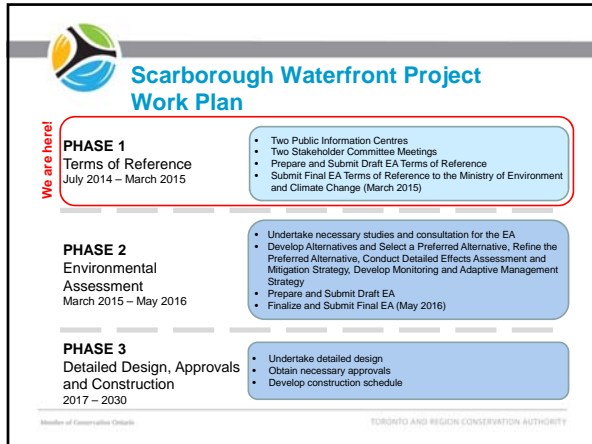 Scarborough Waterfront Project
Work Plan
We are here!
PHASE 1
Terms of Reference
July 2014 – March 2015
• Two Public Information Centres
• Two Stakeholder Committee Meetings
• Prepare and Submit Draft EA Terms of Reference
• Submit Final EA Terms of Reference to the Ministry of Environment
and Climate Change (March 2015)
PHASE 2
Environmental
Assessment
March 2015 – May 2016
• Undertake necessary studies and consultation for the EA
• Develop Alternatives and Select a Preferred Alternative, Refine the
Preferred Alternative, Conduct Detailed Effects Assessment and
Mitigation Strategy, Develop Monitoring and Adaptive Management
Strategy
• Prepare and Submit Draft EA
• Finalize and Submit Final EA (May 2016)
PHASE 3
Detailed Design, Approvals
and Construction
2017 – 2030
• Undertake detailed design
• Obtain necessary approvals
• Develop construction schedule
Member of Conservation Ontario
TORONTO AND REGION CONSERVATION AUTHORITY